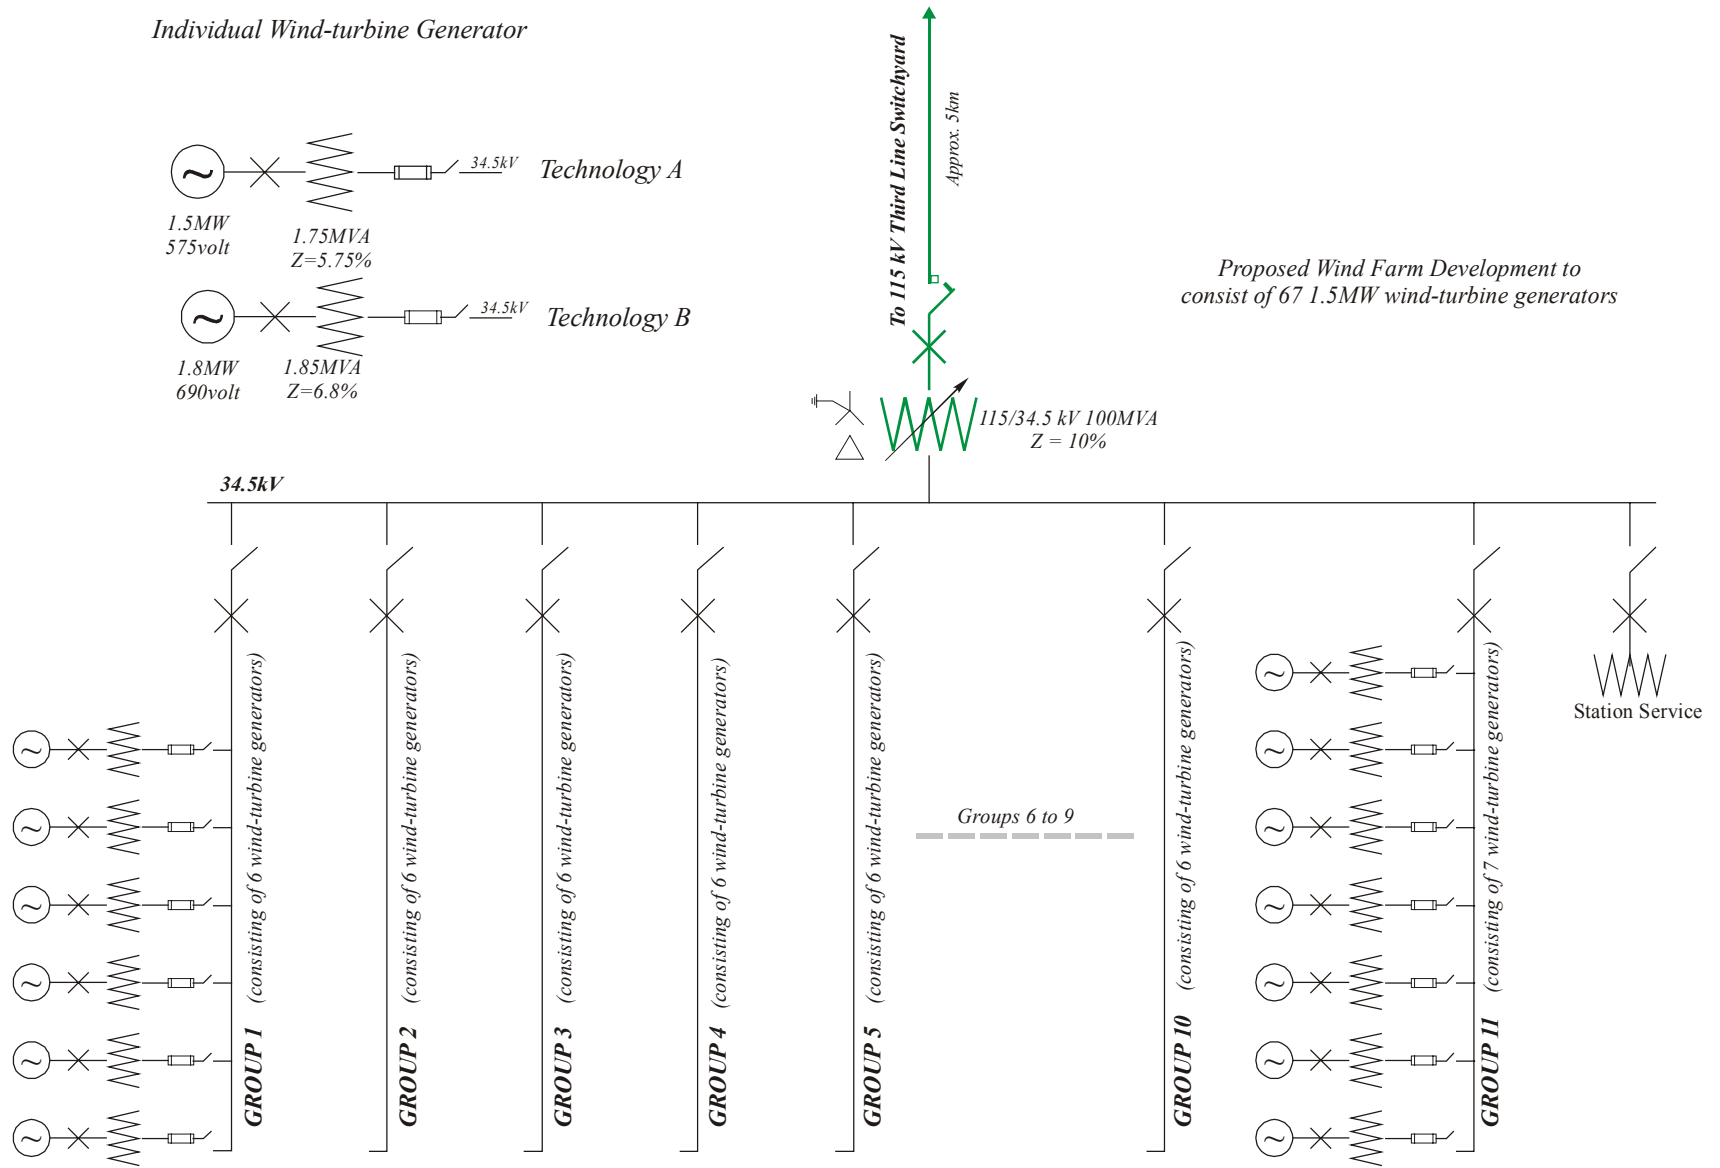 Individual Wind-turbine Generator
34.5kV
Technology A
1.5MW
575volt
1.75MVA
Z=5.75%
34.5kV
Technology B
1.8MW
690volt
1.85MVA
Z=6.8%
To 115 kV Third Line Switchyard
Approx. 5km
Proposed Wind Farm Development to
consist of 67 1.5MW wind-turbine generators
115/34.5 kV 100MVA
Z = 10%
34.5kV
GROUP 1 (consisting of 6 wind-turbine generators)
GROUP 2 (consisting of 6 wind-turbine generators)
GROUP 3 (consisting of 6 wind-turbine generators)
GROUP 4 (consisting of 6 wind-turbine generators)
GROUP 5 (consisting of 6 wind-turbine generators)
Groups 6 to 9
GROUP 10 (consisting of 6 wind-turbine generators)
GROUP 11 (consisting of 7 wind-turbine generators)
Station Service